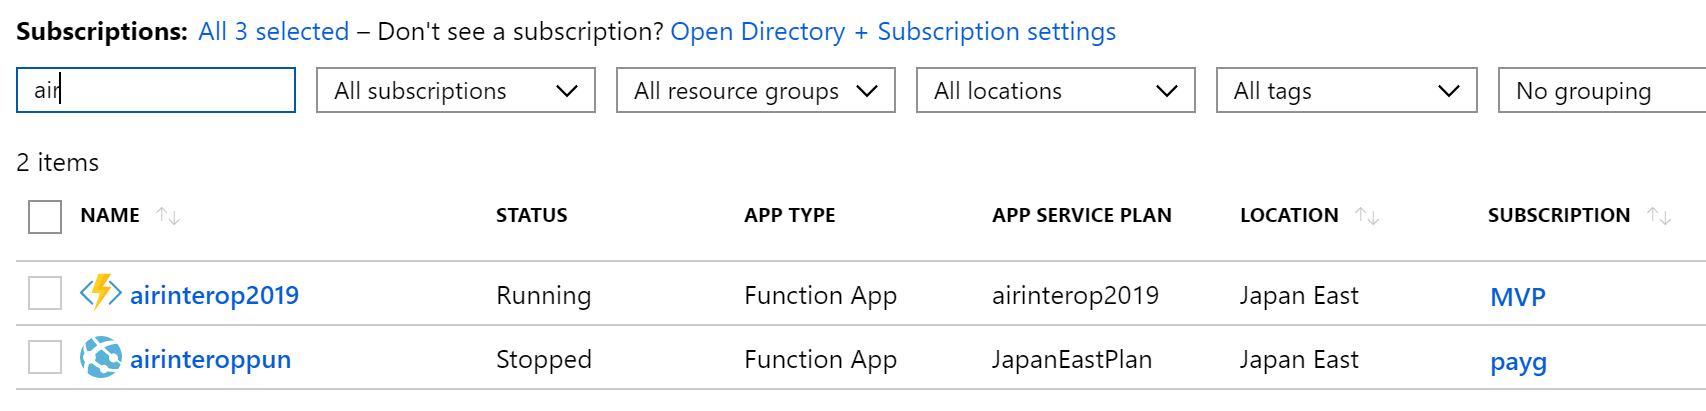 Subscriptions: All 3 selected – Don't see a subscription? Open Directory + Subscription settings
air All subscriptions All resource groups All locations All tags No grouping
2 items
NAME STATUS APP TYPE APP SERVICE PLAN LOCATION SUBSCRIPTION
airinterop2019 Running Function App airinterop2019 Japan East MVP
airinteroppun Stopped Function App JapanEastPlan Japan East payg